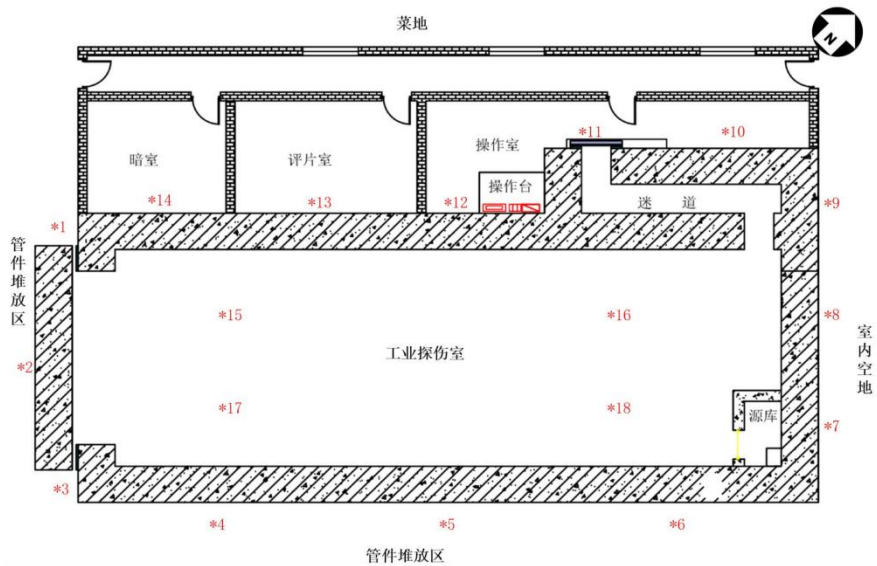 菜地
N
*11
*10
操作室
暗室
评片室
操作台
*14
*13
*12
迷 道
*9
*1
管件堆放区
*15
*16
*8
室内空地
工业探伤室
*2
*17
*18
源库
*7
*3
*4
*5
*6
管件堆放区